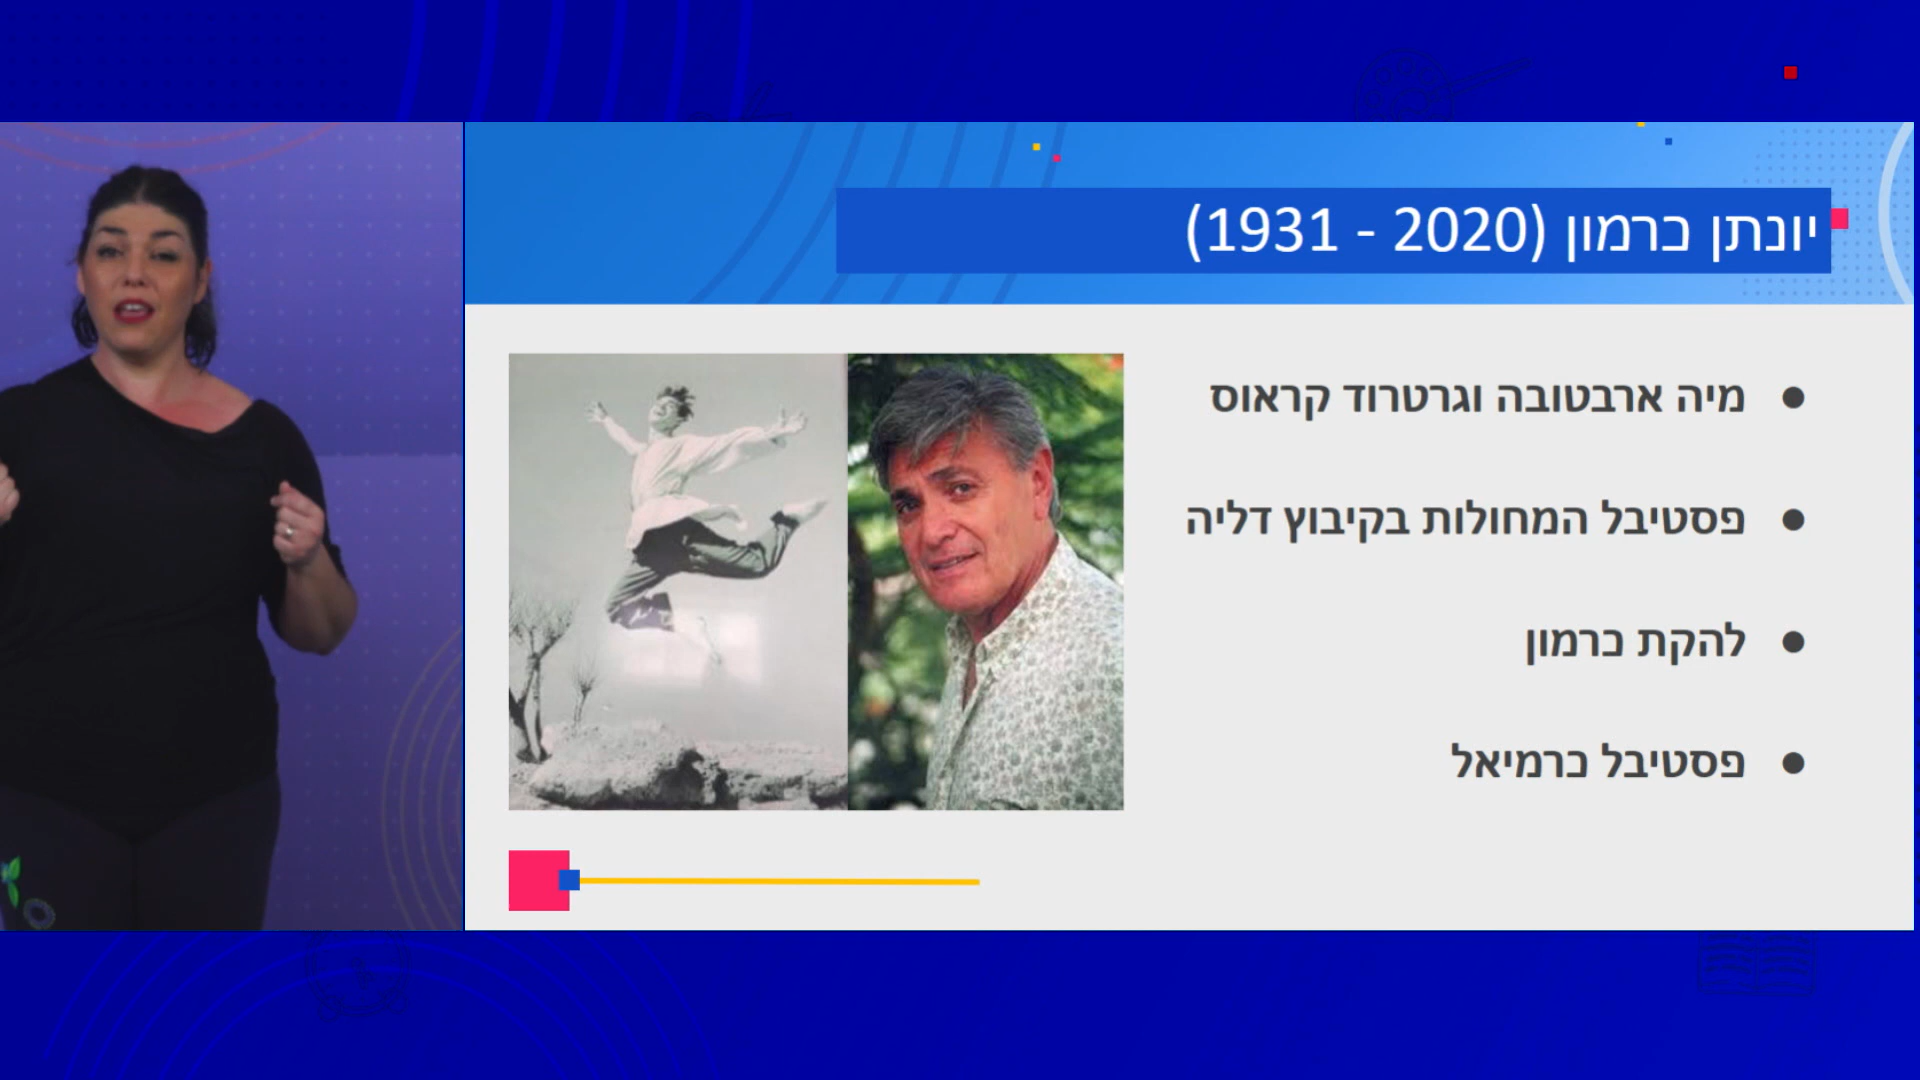 יונתן כרמון (1931 - 2020)
מיה ארבטובה וגרטרוד קראוס
פסטיבל המחולות בקיבוץ דליה
להקת כרמון
פסטיבל כרמיאל